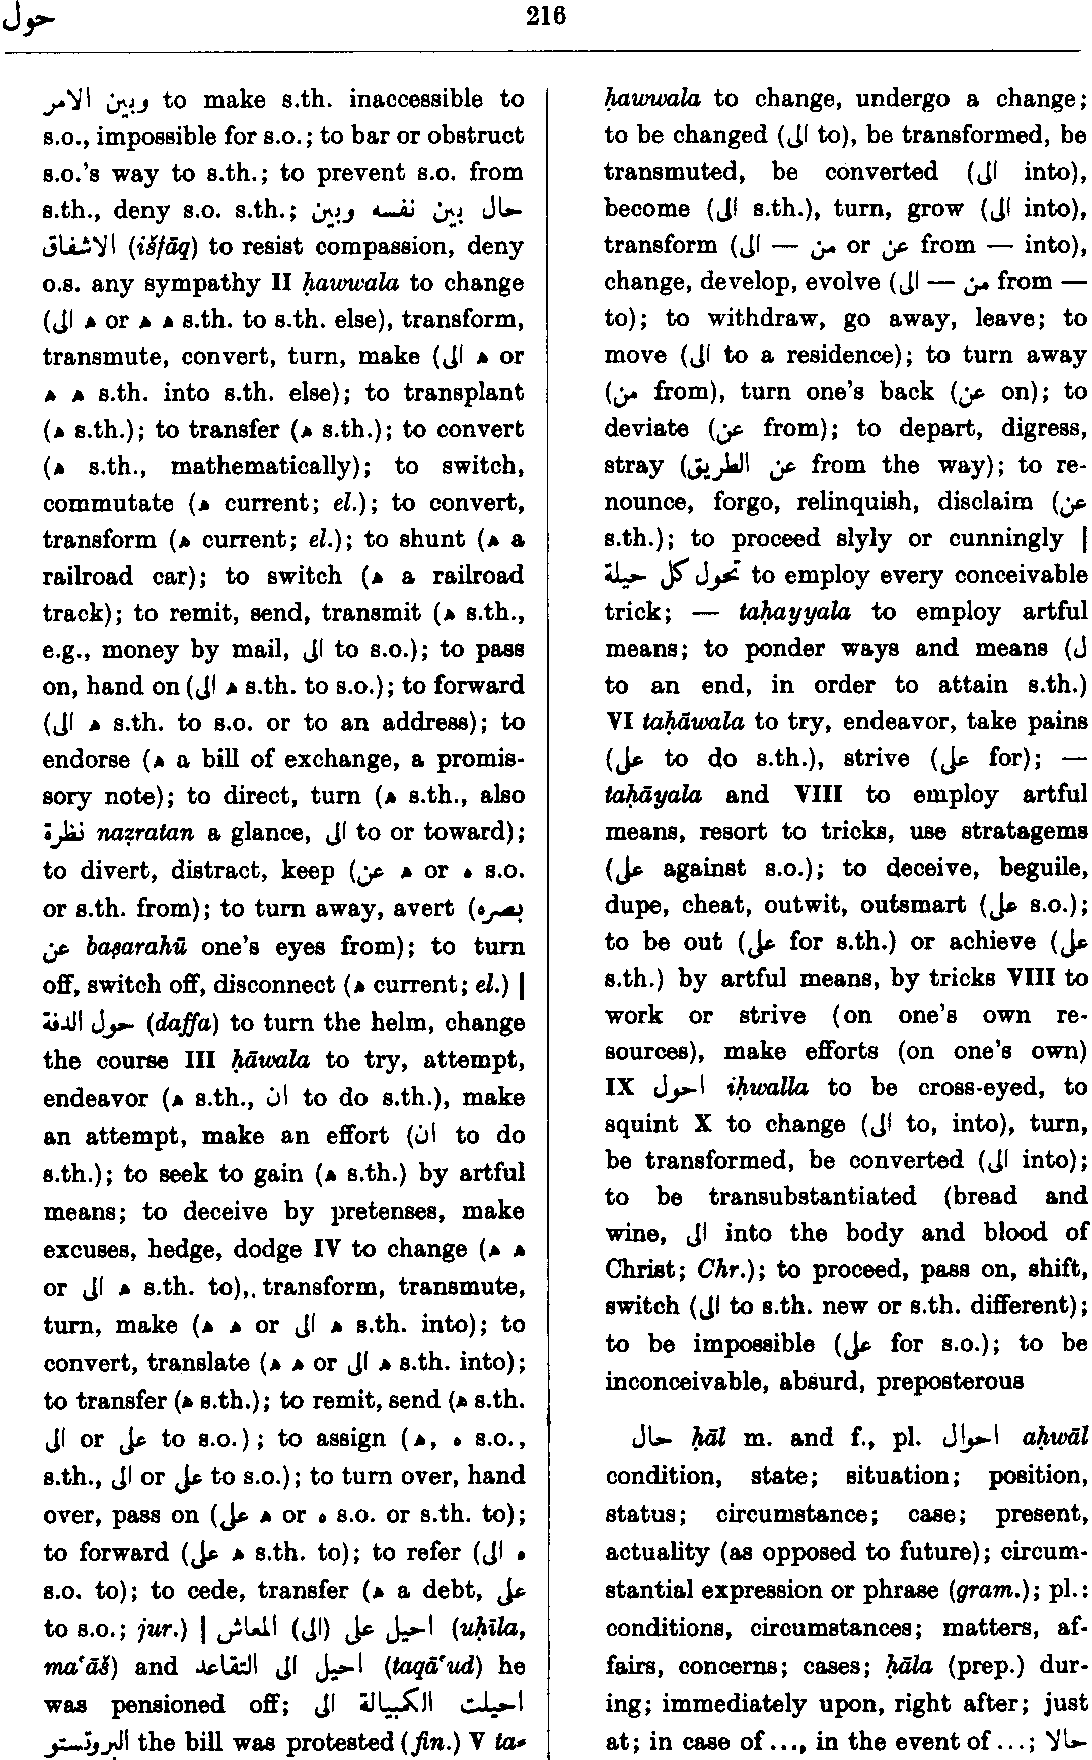 حول 216
وبين الامر to make s.th. inaccessible to
s.o., impossible for s.o.; to bar or obstruct
s.o.'s way to s.th.; to prevent s.o. from
s.th., deny s.o. s.th.; حال بين نفسه وبين
الاشفاق (išfāq) to resist compassion, deny
o.s. any sympathy II ḥawwala to change
(ه الى or ه ه s.th. to s.th. else), transform,
transmute, convert, turn, make (ه الى or
ه ه s.th. into s.th. else); to transplant
(ه s.th.); to transfer (ه s.th.); to convert
(ه s.th., mathematically); to switch,
commutate (ه current; el.); to convert,
transform (ه current; el.); to shunt (ه a
railroad car); to switch (ه a railroad
track); to remit, send, transmit (ه s.th.,
e.g., money by mail, الى to s.o.); to pass
on, hand on (ه الى s.th. to s.o.); to forward
(ه الى s.th. to s.o. or to an address); to
endorse (ه a bill of exchange, a promis-
sory note); to direct, turn (ه s.th., also
نظرة naẓratan a glance, الى to or toward);
to divert, distract, keep (ه عن or ه s.o.
or s.th. from); to turn away, avert (بصره
عن baṣarahū one's eyes from); to turn
off, switch off, disconnect (ه current; el.) |
حول الدفة (daffa) to turn the helm, change
the course III ḥāwala to try, attempt,
endeavor (ه s.th., ان to do s.th.), make
an attempt, make an effort (ان to do
s.th.); to seek to gain (ه s.th.) by artful
means; to deceive by pretenses, make
excuses, hedge, dodge IV to change (ه ه
or ه الى s.th. to),. transform, transmute,
turn, make (ه ه or ه الى s.th. into); to
convert, translate (ه ه or ه الى s.th. into);
to transfer (ه s.th.); to remit, send (ه s.th.
الى or على to s.o.); to assign (ه, ه s.o.,
s.th., الى or على to s.o.); to turn over, hand
over, pass on (ه على or ه s.o. or s.th. to);
to forward (ه على s.th. to); to refer (ه الى
s.o. to); to cede, transfer (ه a debt, على
to s.o.; jur.) | احيل على (الى) المعاش (uḥīla,
ma'āš) and احيل الى التقاعد (taqā'ud) he
was pensioned off; احيلت الكبيالة الى
البروتستو the bill was protested (fin.) V ta-
ḥawwala to change, undergo a change;
to be changed (الى to), be transformed, be
transmuted, be converted (الى into),
become (الى s.th.), turn, grow (الى into),
transform (من — الى or عن from — into),
change, develop, evolve (من — الى from —
to); to withdraw, go away, leave; to
move (الى to a residence); to turn away
(من from), turn one's back (عن on); to
deviate (عن from); to depart, digress,
stray (عن الطريق from the way); to re-
nounce, forgo, relinquish, disclaim (عن
s.th.); to proceed slyly or cunningly |
تحول كل حيلة to employ every conceivable
trick; — taḥayyala to employ artful
means; to ponder ways and means (ل
to an end, in order to attain s.th.)
VI taḥāwala to try, endeavor, take pains
(على to do s.th.), strive (على for); —
taḥāyala and VIII to employ artful
means, resort to tricks, use stratagems
(على against s.o.); to deceive, beguile,
dupe, cheat, outwit, outsmart (على s.o.);
to be out (على for s.th.) or achieve (على
s.th.) by artful means, by tricks VIII to
work or strive (on one's own re-
sources), make efforts (on one's own)
IX احول iḥwalla to be cross-eyed, to
squint X to change (الى to, into), turn,
be transformed, be converted (الى into);
to be transubstantiated (bread and
wine, الى into the body and blood of
Christ; Chr.); to proceed, pass on, shift,
switch (الى to s.th. new or s.th. different);
to be impossible (على for s.o.); to be
inconceivable, absurd, preposterous
حال ḥāl m. and f., pl. احوال aḥwāl
condition, state; situation; position,
status; circumstance; case; present,
actuality (as opposed to future); circum-
stantial expression or phrase (gram.); pl.:
conditions, circumstances; matters, af-
fairs, concerns; cases; ḥāla (prep.) dur-
ing; immediately upon, right after; just
at; in case of ..., in the event of ...; حالا